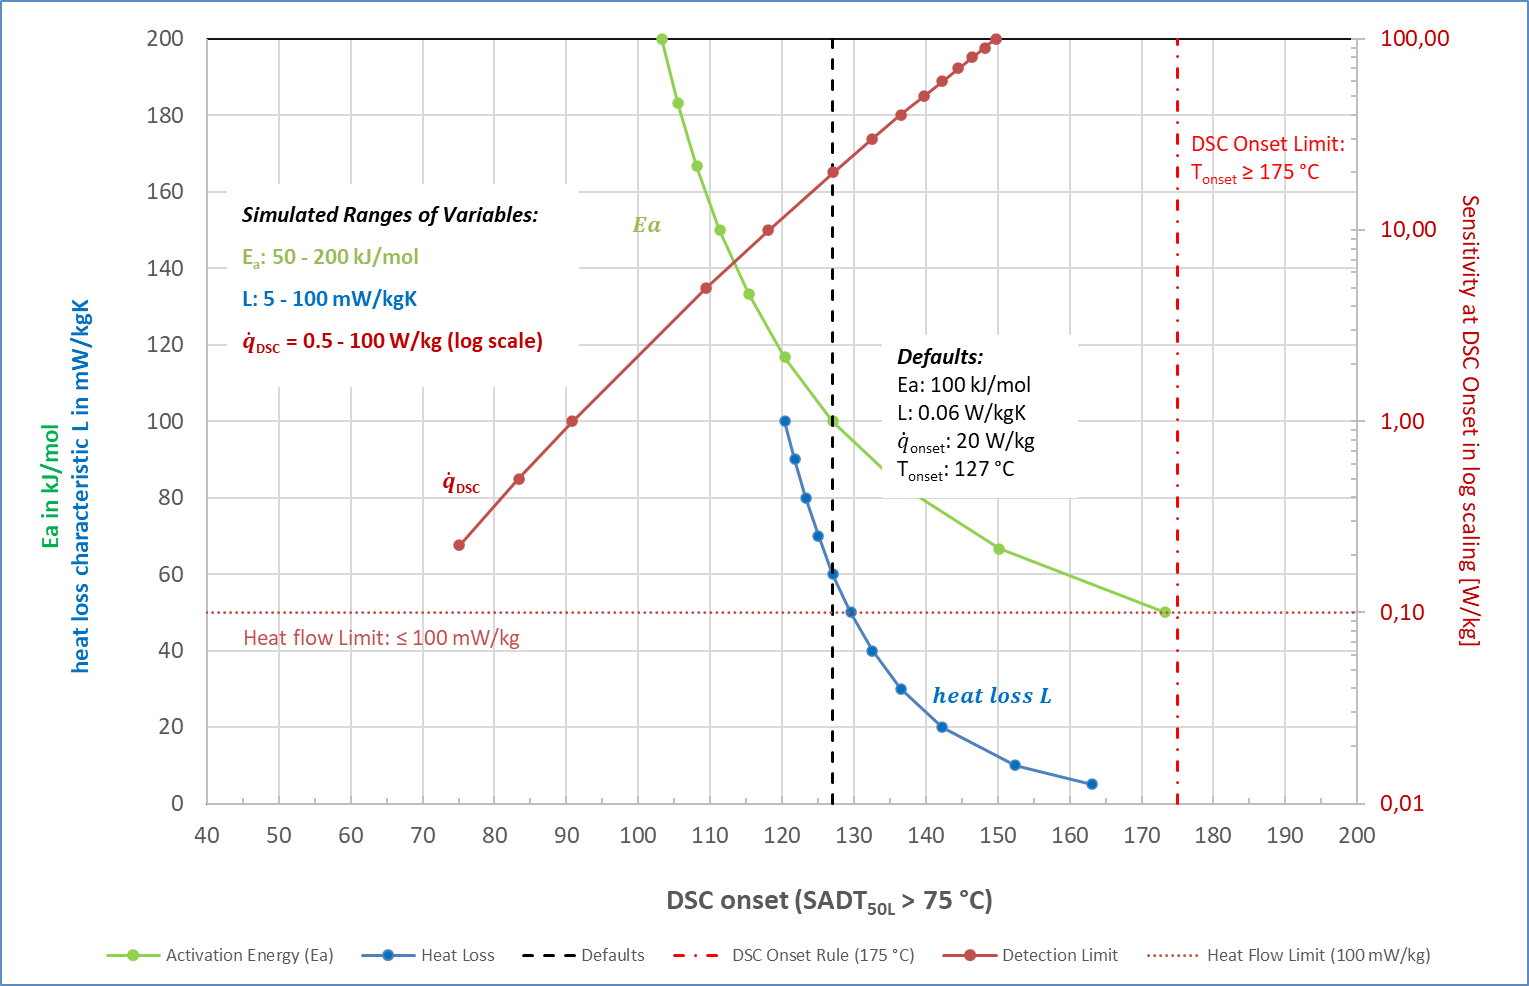 200
180
160
140
120
100
80
60
40
20
0
100,00
10,00
1,00
0,10
0,01
40 50 60 70 80 90 100 110 120 130 140 150 160 170 180 190 200
Ea in kJ/mol
heat loss characteristic L in mW/kgK
Sensitivity at DSC Onset in log scaling [W/kg]
DSC Onset Limit:
Tonset ≥ 175 °C
Simulated Ranges of Variables:
Ea: 50 - 200 kJ/mol
L: 5 - 100 mW/kgK
q̇DSC = 0.5 - 100 W/kg (log scale)
Ea
Defaults:
Ea: 100 kJ/mol
L: 0.06 W/kgK
q̇onset: 20 W/kg
Tonset: 127 °C
q̇DSC
Heat flow Limit: ≤ 100 mW/kg
heat loss L
DSC onset (SADT50L > 75 °C)
Activation Energy (Ea) Heat Loss Defaults DSC Onset Rule (175 °C) Detection Limit Heat Flow Limit (100 mW/kg)